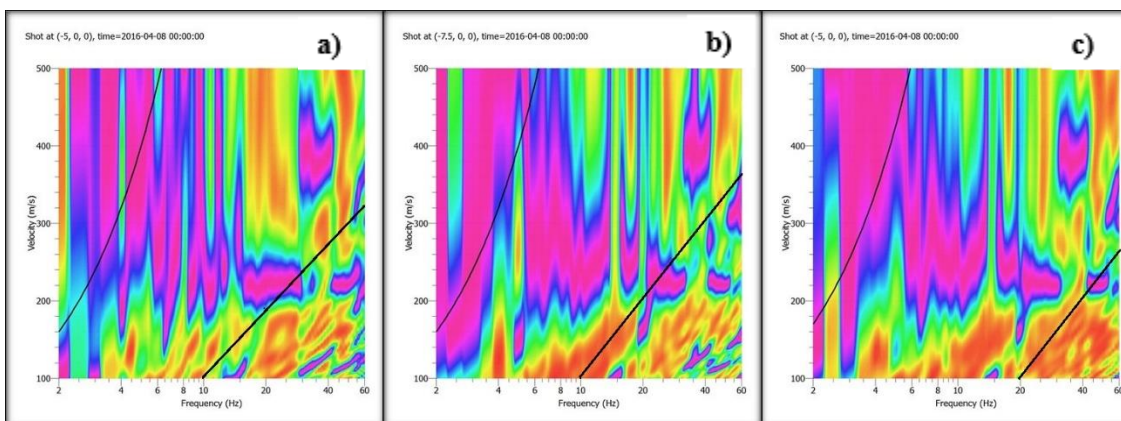 Shot at (-5, 0, 0), time=2016-04-08 00:00:00
a)
500
400
300
200
100
Velocity (m/s)
2 4 6 8 10 20 40 60
Frequency (Hz)
Shot at (-7.5, 0, 0), time=2016-04-08 00:00:00
b)
500
400
300
200
100
Velocity (m/s)
2 4 6 8 10 20 40 60
Frequency (Hz)
Shot at (-5, 0, 0), time=2016-04-08 00:00:00
c)
500
400
300
200
100
Velocity (m/s)
2 4 6 8 10 20 40 60
Frequency (Hz)